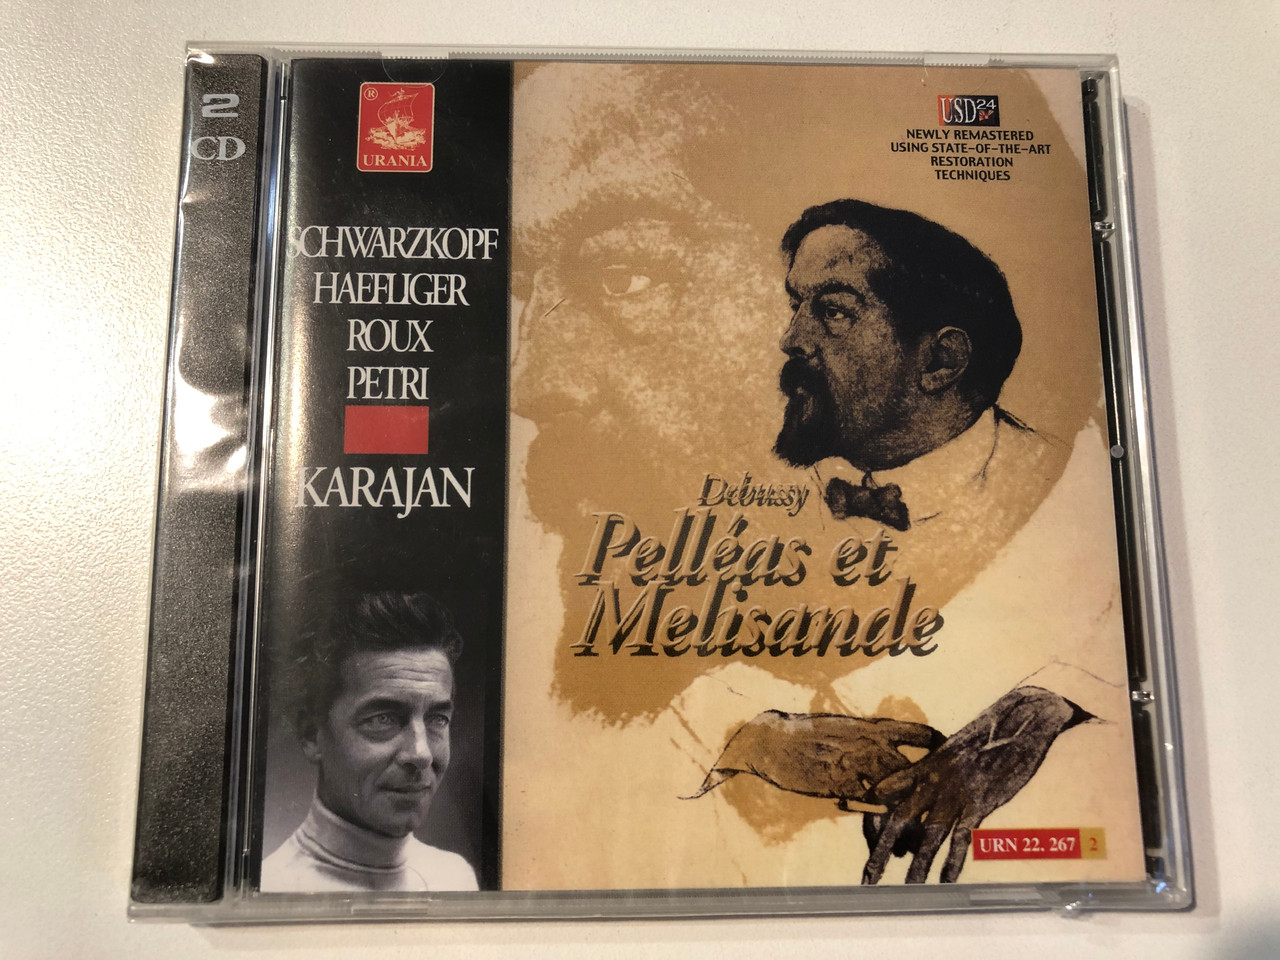 2
CD
®
URANIA
SCHWARZKOPF
HAEFLIGER
ROUX
PETRI
KARAJAN
USD24
NEWLY REMASTERED
USING STATE-OF-THE-ART
RESTORATION
TECHNIQUES
Debussy
Pelléas et
Melisande
URN 22. 267 2